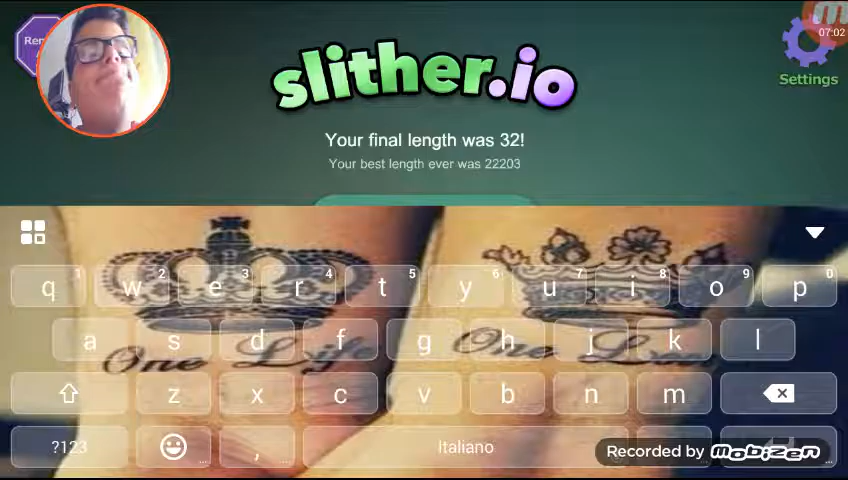 Ren
07:02
slither.io
Settings
Your final length was 32!
Your best length ever was 22203
q 1 w 2 e 3 r 4 t 5 y 6 u 7 i 8 o 9 p 0
a s d f g h j k l
One Life One
z x c v b n m
?123 , ... Italiano
Recorded by MOBIZEN